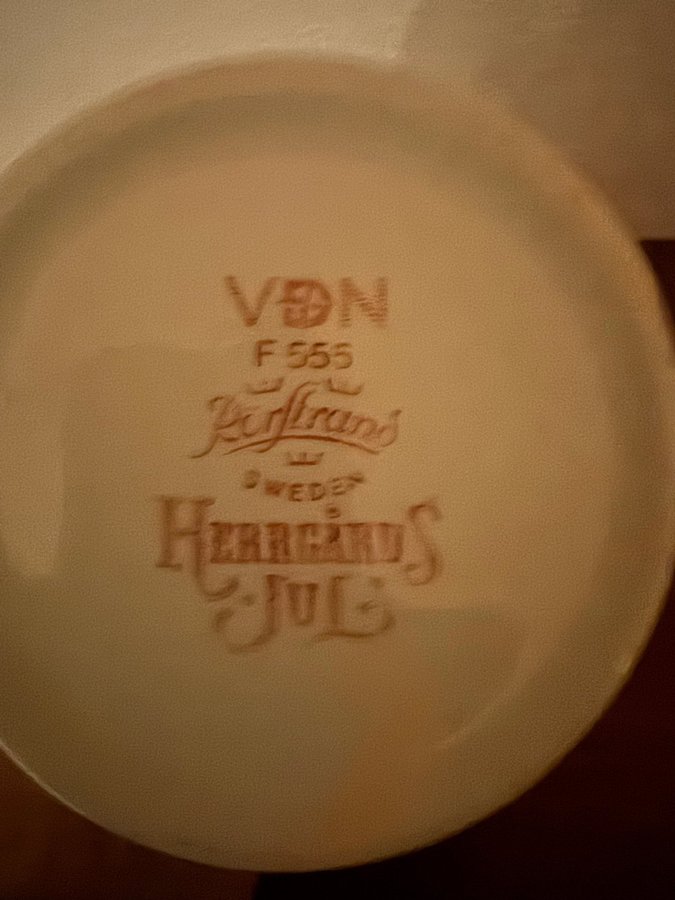 VDN
F 555
Rörstrand
SWEDEN
HERRGÅRDS
JUL